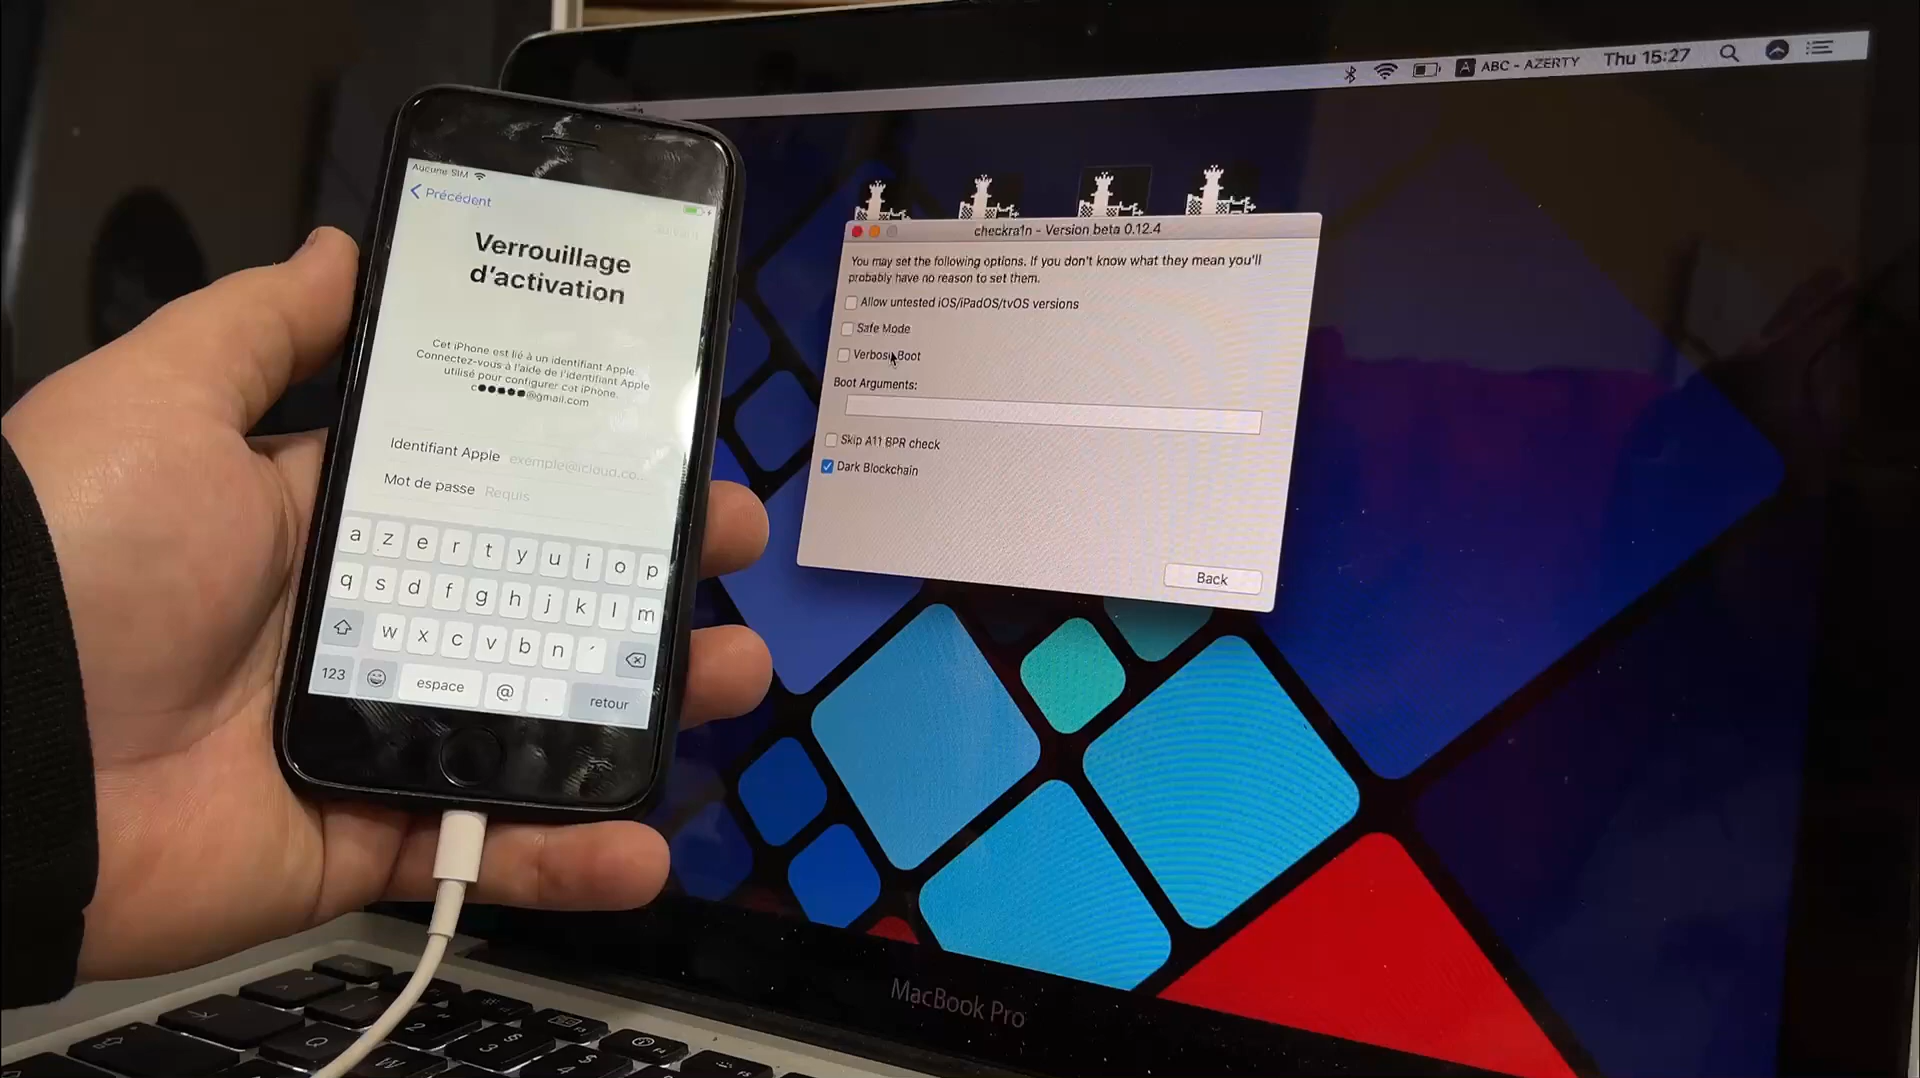 ABC - AZERTY Thu 15:27
Aucune SIM
Précédent
Verrouillage
d'activation
Cet iPhone est lié à un identifiant Apple
Connectez-vous à l'aide de l'identifiant Apple
utilisé pour configurer cet iPhone.
c●●●●●@gmail.com
Identifiant Apple exemple@icloud.co...
Mot de passe Requis
a z e r t y u i o p
q s d f g h j k l m
w x c v b n ´
123 espace @ . retour
checkra1n - Version beta 0.12.4
You may set the following options. If you don't know what they mean you'll
probably have no reason to set them.
Allow untested iOS/iPadOS/tvOS versions
Safe Mode
Verbose Boot
Boot Arguments:
Skip A11 BPR check
Dark Blockchain
Back
MacBook Pro
Q
W
2
3
4